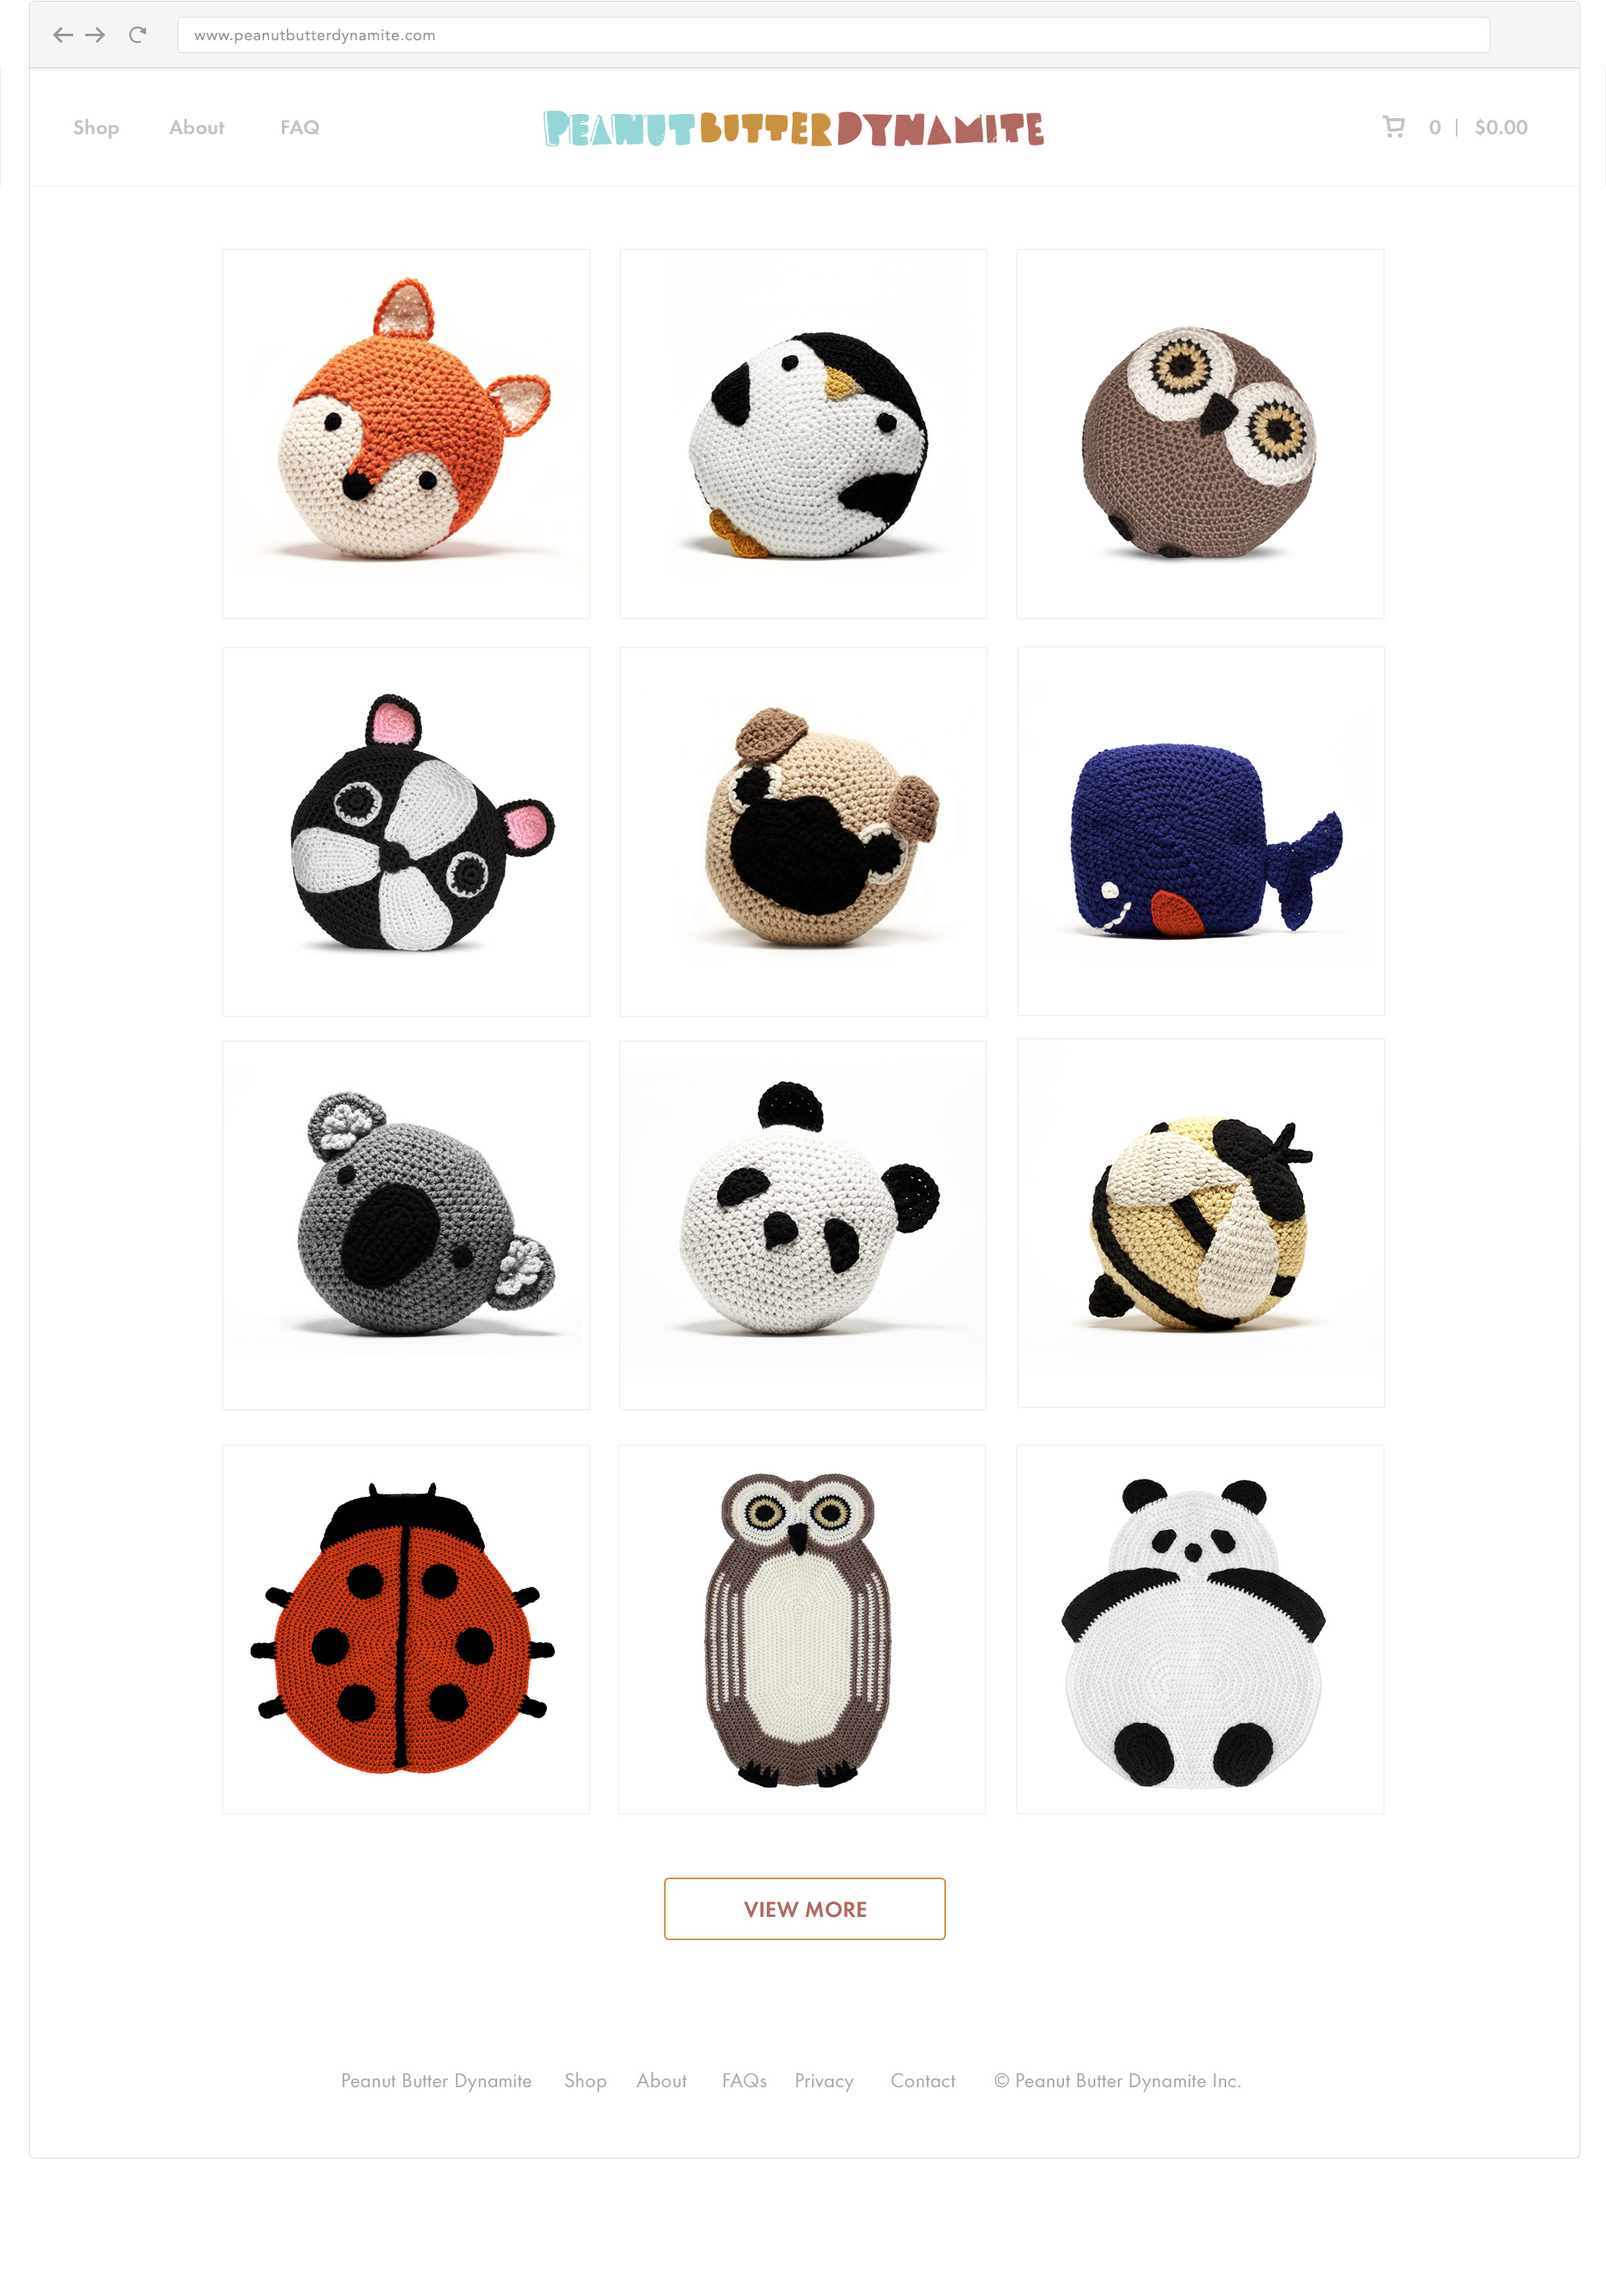 www.peanutbutterdynamite.com
Shop About FAQ PEANUT BUTTER DYNAMITE 0 | $0.00
VIEW MORE
Peanut Butter Dynamite Shop About FAQs Privacy Contact © Peanut Butter Dynamite Inc.